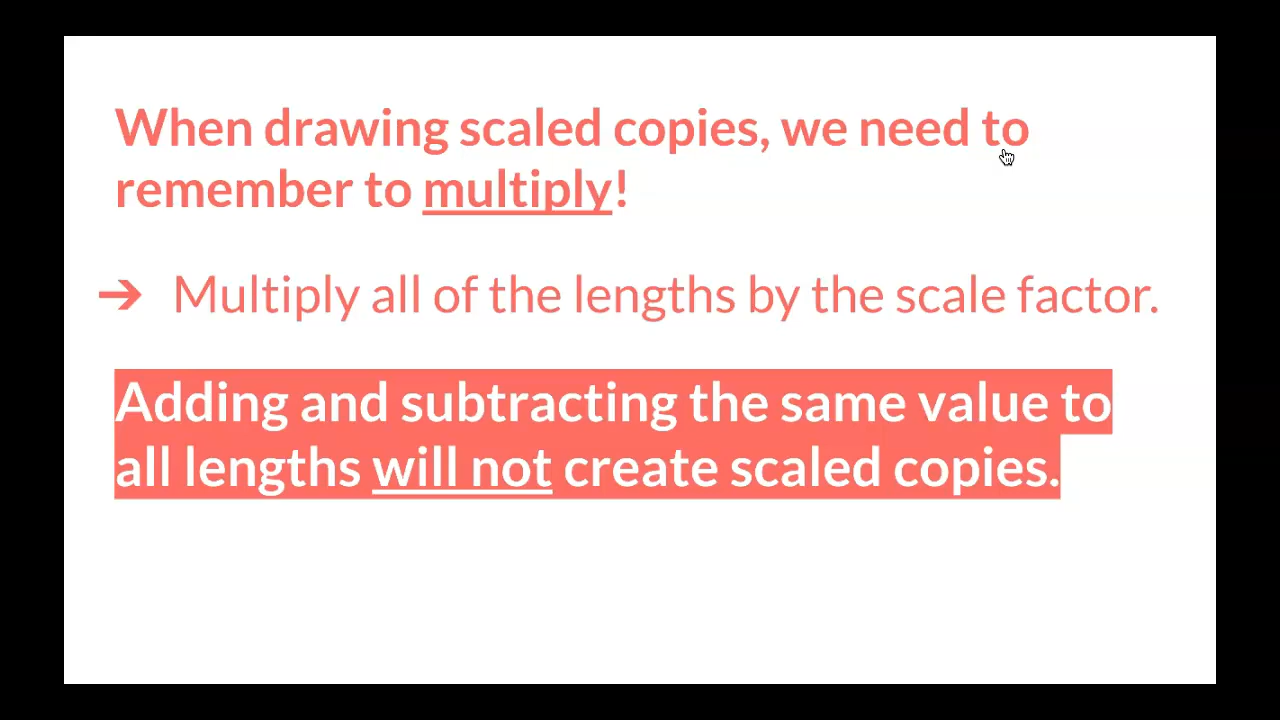 When drawing scaled copies, we need to
remember to multiply!
➔ Multiply all of the lengths by the scale factor.
Adding and subtracting the same value to
all lengths will not create scaled copies.